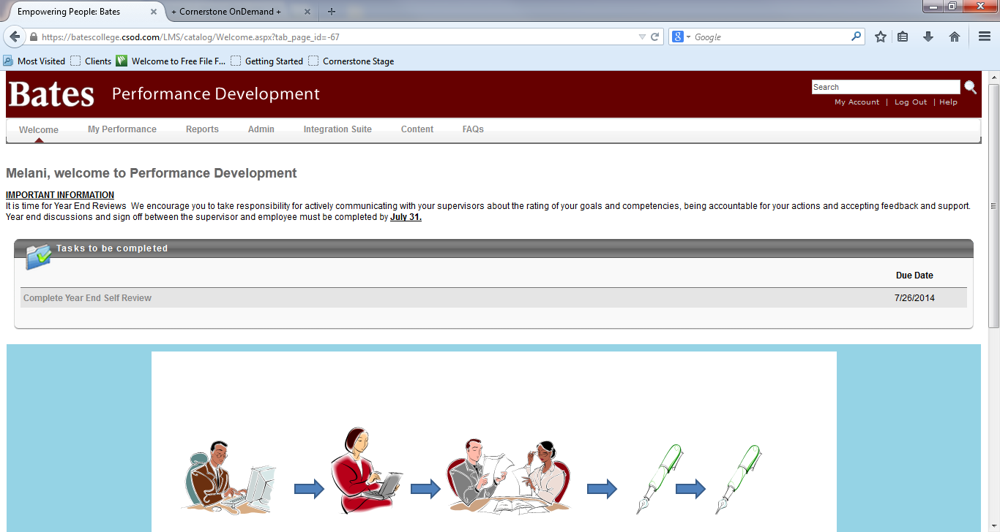 Empowering People: Bates
+ Cornerstone OnDemand +
https://batescollege.csod.com/LMS/catalog/Welcome.aspx?tab_page_id=-67
Google
Most Visited Clients Welcome to Free File F... Getting Started Cornerstone Stage
Bates Performance Development
Search
My Account | Log Out | Help
Welcome My Performance Reports Admin Integration Suite Content FAQs
Melani, welcome to Performance Development
IMPORTANT INFORMATION
It is time for Year End Reviews  We encourage you to take responsibility for actively communicating with your supervisors about the rating of your goals and competencies, being accountable for your actions and accepting feedback and support.
Year end discussions and sign off between the supervisor and employee must be completed by July 31.
Tasks to be completed
Due Date
Complete Year End Self Review 7/26/2014